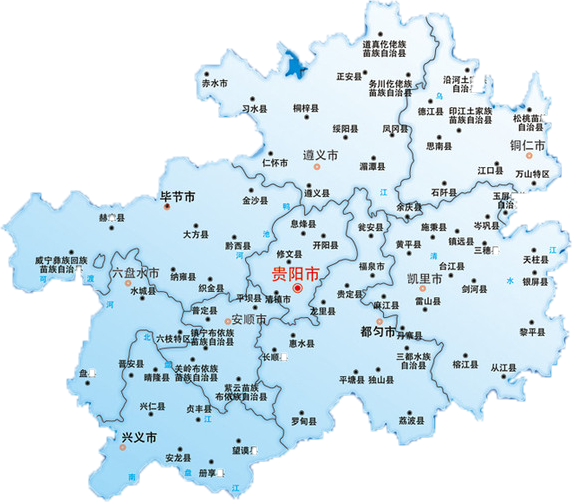 道真仡佬族
苗族自治县
正安县
务川仡佬族
苗族自治县
沿河土
自治
赤水市
习水县
桐梓县
乌
德江县
印江土家族
苗族自治县
松桃苗
自治县
绥阳县
凤冈县
思南县
铜仁市
仁怀市
遵义市
湄潭县
江口县
万山特区
毕节市
金沙县
遵义县
江
石阡县
玉屏
自治
鸭
余庆县
赫 县
大方县
池
息烽县
瓮安县
施秉县
岑巩县
黔西县
开阳县
黄平县
镇远县
三穗
江
河
修文县
清
天柱县
威宁彝族回族
苗族自治县
六盘水市
纳雍县
贵阳市
福泉市
台江县
可
渡
织金县
凯里市
剑河县
水
银屏县
水城县
平坝县
清镇市
贵定县
麻江县
雷山县
河
普定县
安顺市
龙里县
都匀市
黎平县
北
六枝特区
镇宁布依族
苗族自治县
惠水县
丹寨县
长顺
三都水族
自治县
榕江县
从江县
盘
普安县
晴隆县
关岭布依族
苗族自治县
平塘县
独山县
紫云苗族
布依族自治县
兴仁县
贞丰县
江
罗甸县
荔波县
兴义市
望谟
安龙县
册亨
南
盘
江